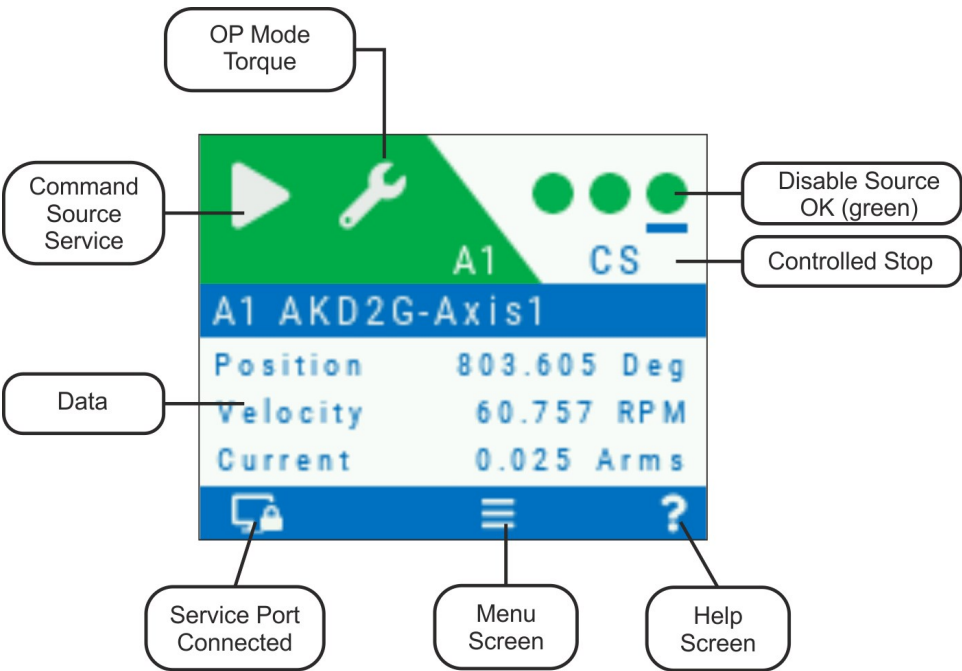 OP Mode
Torque
Command
Source
Service
Disable Source
OK (green)
A1
CS
Controlled Stop
A1 AKD2G-Axis1
Position 803.605 Deg
Data
Velocity 60.757 RPM
Current 0.025 Arms
?
Service Port
Connected
Menu
Screen
Help
Screen